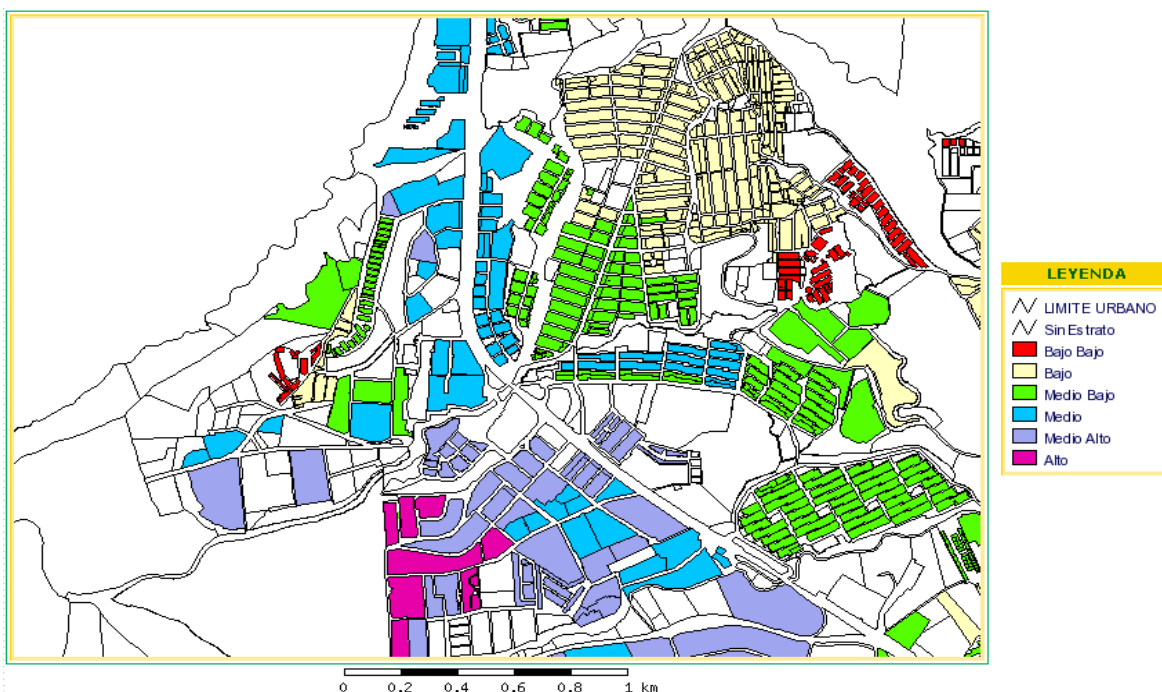 LEYENDA
LIMITE URBANO
Sin Estrato
Bajo Bajo
Bajo
Medio Bajo
Medio
Medio Alto
Alto
0 0.2 0.4 0.6 0.8 1 km